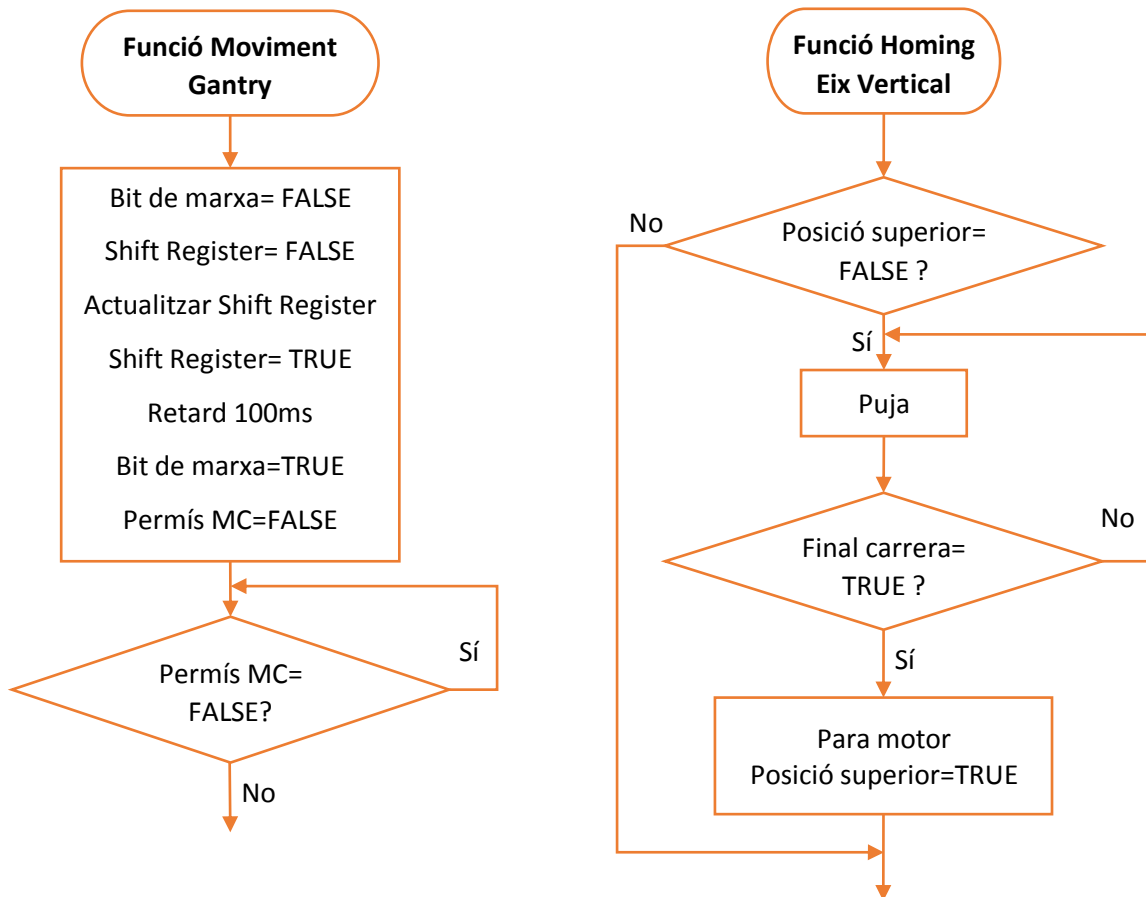 Funció Moviment
Gantry
Bit de marxa= FALSE
Shift Register= FALSE
Actualitzar Shift Register
Shift Register= TRUE
Retard 100ms
Bit de marxa=TRUE
Permís MC=FALSE
Sí
Permís MC=
FALSE?
No
Funció Homing
Eix Vertical
No
Posició superior=
FALSE ?
Sí
Puja
No
Final carrera=
TRUE ?
Sí
Para motor
Posició superior=TRUE